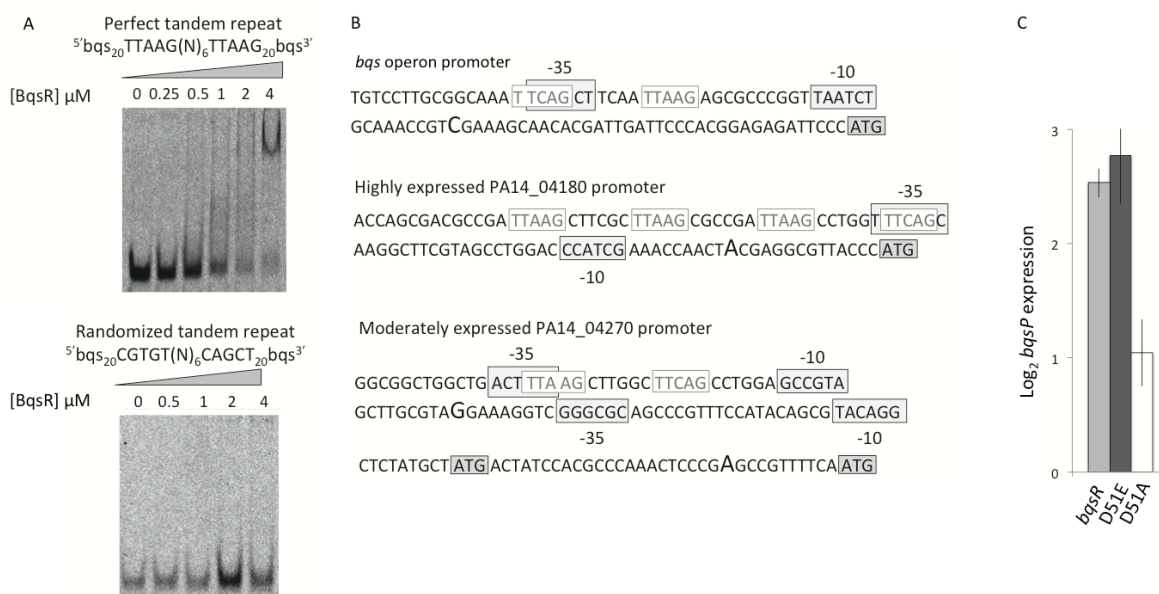 A
Perfect tandem repeat
5'bqs20TTAAG(N)6TTAAG20bqs3'
[BqsR] μM 0 0.25 0.5 1 2 4
Randomized tandem repeat
5'bqs20CGTGT(N)6CAGCT20bqs3'
[BqsR] μM 0 0.5 1 2 4
B
bqs operon promoter
-35 -10
TGTCCTTGCGGCAAA T TCAG CT TCAA TTAAG AGCGCCCGGT TAATCT
GCAAACCGTCGAAAGCAACACGATTGATTCCCACGGAGAGATTCCC ATG
Highly expressed PA14_04180 promoter
-35
ACCAGCGACGCCGA TTAAG CTTCGC TTAAG CGCCGA TTAAG CCTGGT TTCAGC
AAGGCTTCGTAGCCTGGAC CCATCG AAACCAACTACGAGGCGTTACCC ATG
-10
Moderately expressed PA14_04270 promoter
-35 -10
GGCGGCTGGCTG ACT TTA AG CTTGGC TTCAG CCTGGA GCCGTA
GCTTGCGTAGGAAAGGTC GGGCGC AGCCCGTTTCCATACAGCG TACAGG
-35 -10
CTCTATGCT ATG ACTATCCACGCCCAAACTCCCGAGCCGTTTTCA ATG
C
Log2 bqsP expression
3
2
1
0
bqsR
D51E
D51A